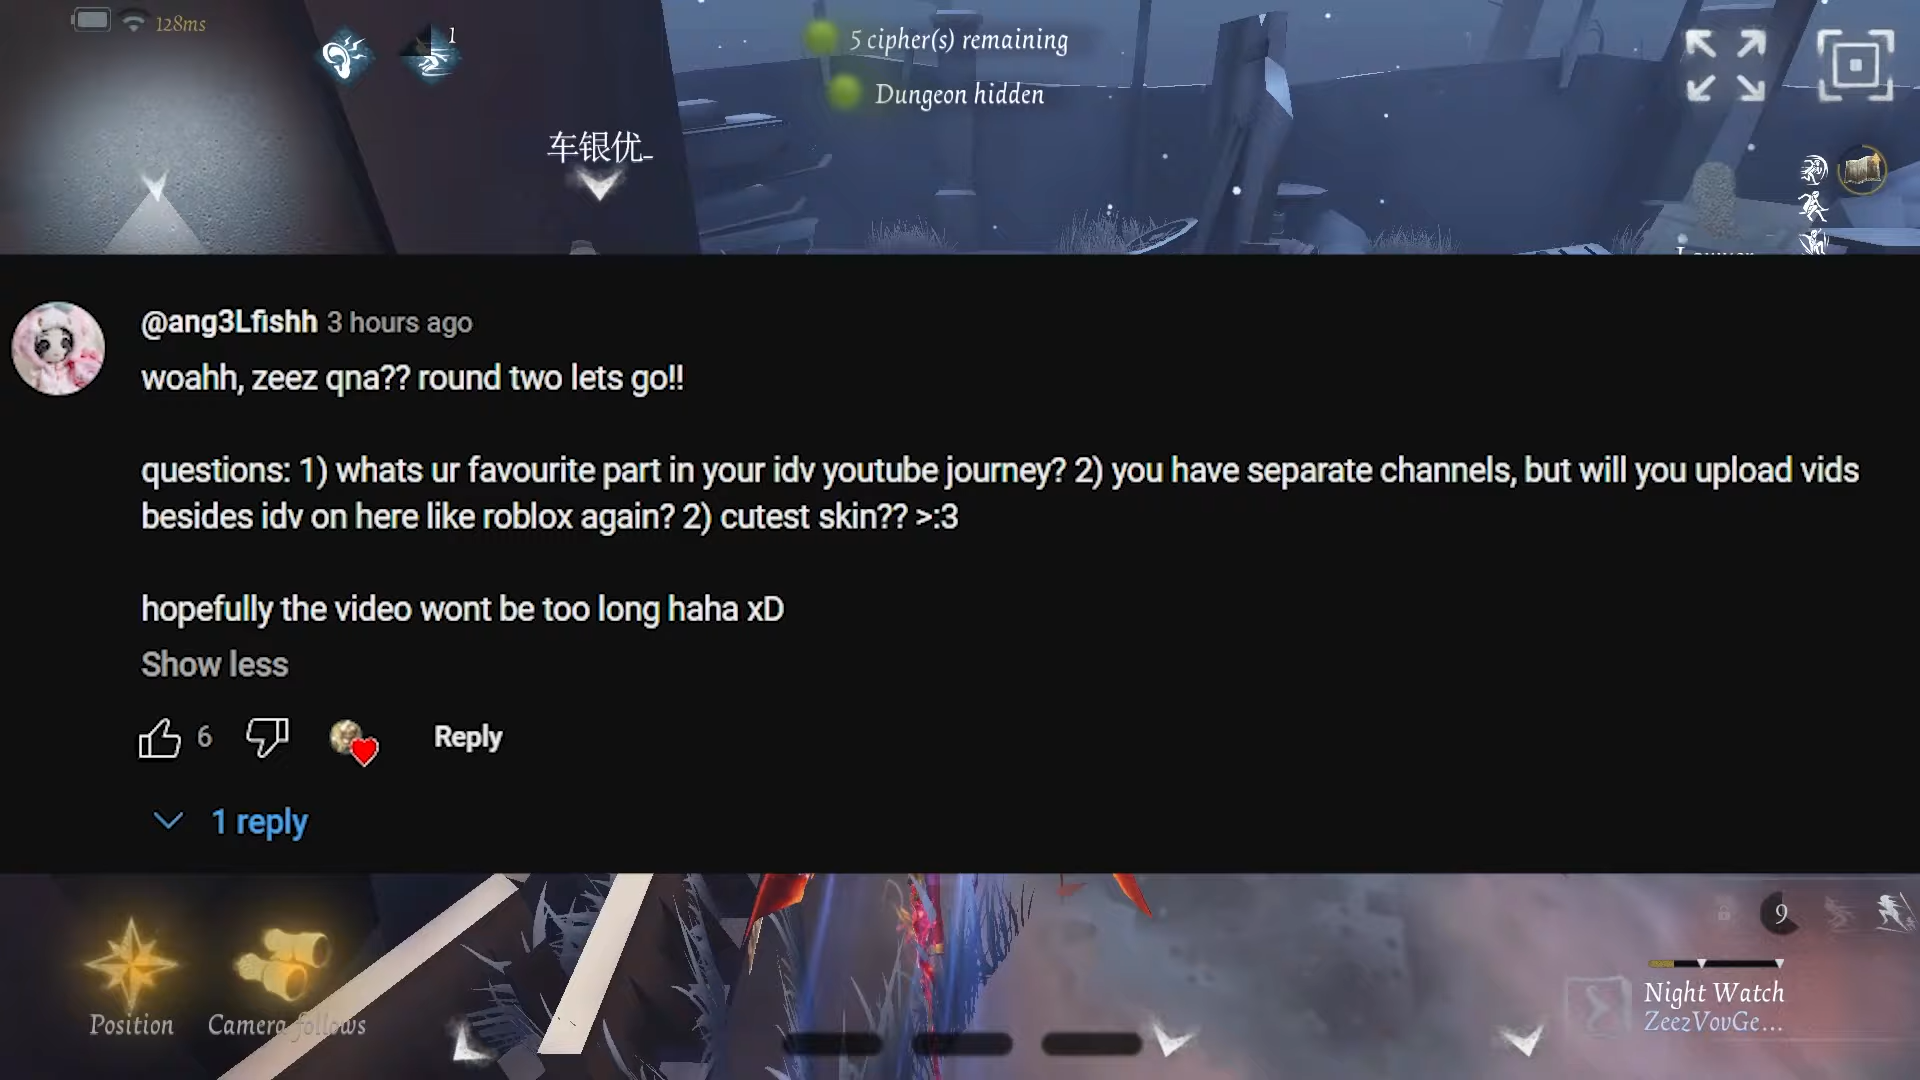 128ms
1
5 cipher(s) remaining
Dungeon hidden
车银优_
@ang3Lfishh 3 hours ago
woahh, zeez qna?? round two lets go!!
questions: 1) whats ur favourite part in your idv youtube journey? 2) you have separate channels, but will you upload vids
besides idv on here like roblox again? 2) cutest skin?? >:3
hopefully the video wont be too long haha xD
Show less
6
Reply
1 reply
9
Night Watch
ZeezVovGe...
Position
Camera follows